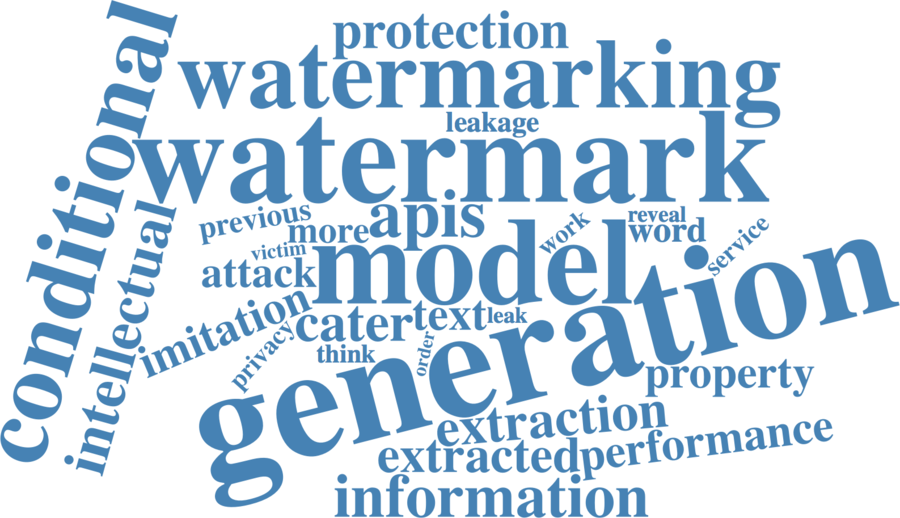 conditional
protection
watermarking
leakage
watermark
intellectual
previous
more
apis
work
reveal
word
service
victim
attack
model
imitation
cater
text
leak
generation
privacy
think
order
property
extraction
extracted
performance
information